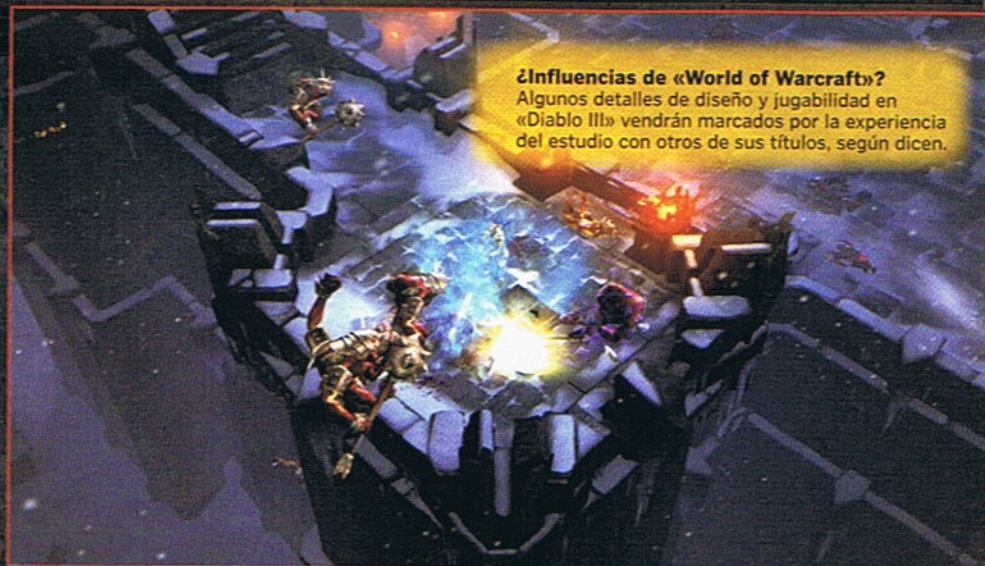 ¿Influencias de «World of Warcraft»?
Algunos detalles de diseño y jugabilidad en
«Diablo III» vendrán marcados por la experiencia
del estudio con otros de sus títulos, según dicen.